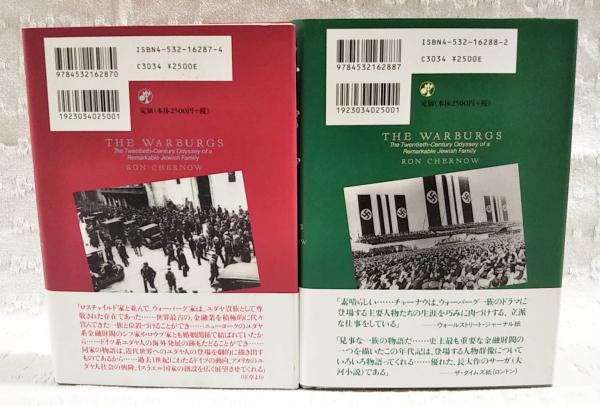 ISBN4-532-16287-4
C3034 ¥2500E
9784532162870
1923034025001
定価(本体2500円+税)
THE WARBURGS
The Twentieth-Century Odyssey of a
Remarkable Jewish Family
RON CHERNOW
「ロスチャイルド家と並んで、ウォーバーグ家は、ユダヤ貴族として尊
敬された存在であった……世界最古の、金融業を積極的に代々
営んできた一族と位置づけることができ……ニューヨークのユダヤ
系金融財閥のシフ家やロウブ家とも婚姻関係で結ばれていたか
ら……ドイツ系ユダヤ人の海外発展の跡もたどることができる……
同家の物語は、近代世界へのユダヤ人の登場を劇的に描き出す
ものであるから……過去1世紀にわたるドイツの動向、アメリカのユ
ダヤ人社会の興隆、イスラエル国家の創設を広く展望させてくれる」
ISBN4-532-16288-2
C3034 ¥2500E
9784532162887
1923034025001
定価(本体2500円+税)
THE WARBURGS
The Twentieth-Century Odyssey of a
Remarkable Jewish Family
RON CHERNOW
「素晴らしい……チャーナウは、ウォーバーグ一族のドラマに
登場する主要人物たちの生涯を巧みに肉づけする、立派
な仕事をしている」 ——ウォールストリート・ジャーナル紙
「見事な一族の物語だ……史上最も重要な金融財閥の
一つを描いたこの年代記は、登場する人物群像について
いろいろ物語ってくれる……優れた、長大作のサーガ(大
河小説)である」 ——ザ・タイムズ紙(ロンドン)